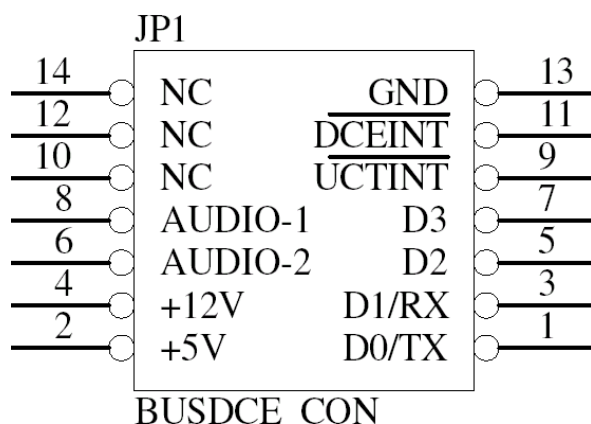 JP1
14 NC GND 13
12 NC DCEINT 11
10 NC UCTINT 9
8 AUDIO-1 D3 7
6 AUDIO-2 D2 5
4 +12V D1/RX 3
2 +5V D0/TX 1
BUSDCE CON